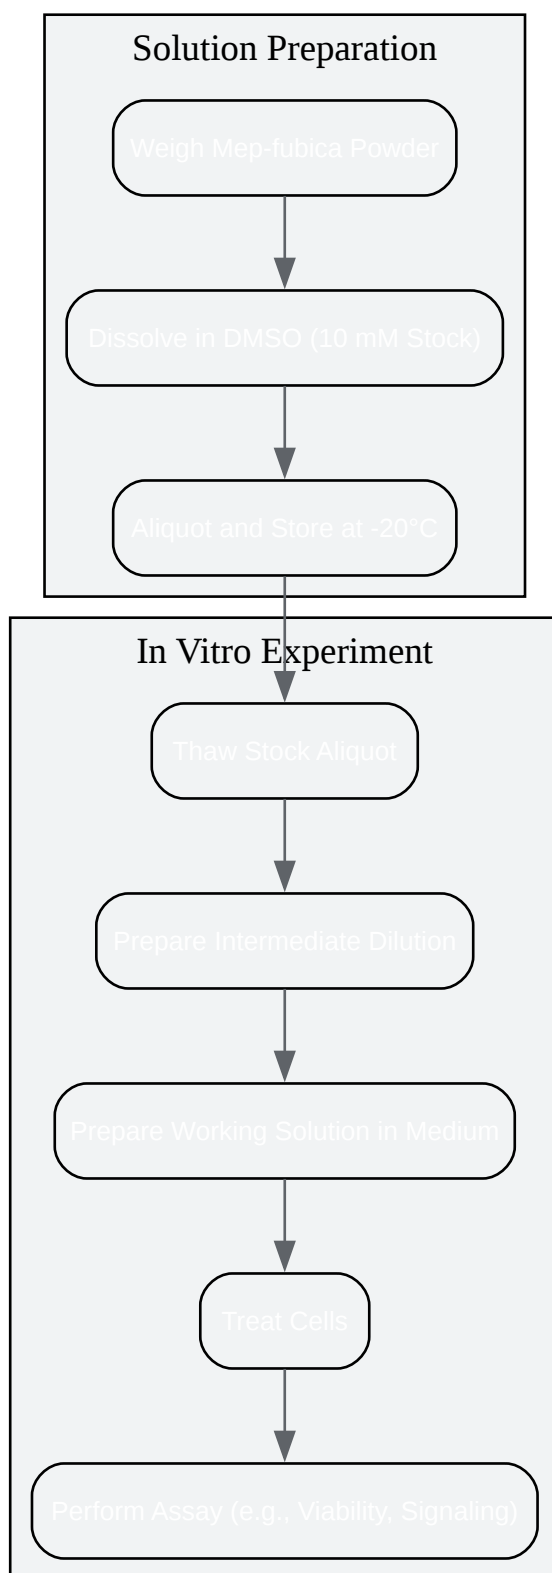 Solution Preparation
Weigh Mep-fubica Powder
Dissolve in DMSO (10 mM Stock)
Aliquot and Store at -20°C
In Vitro Experiment
Thaw Stock Aliquot
Prepare Intermediate Dilution
Prepare Working Solution in Medium
Treat Cells
Perform Assay (e.g., Viability, Signaling)